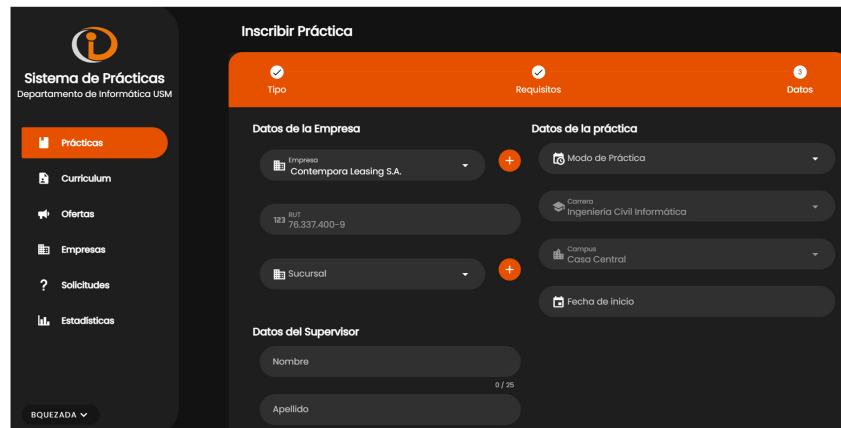 Sistema de Prácticas
Departamento de Informática USM
Prácticas
Curriculum
Ofertas
Empresas
Solicitudes
Estadísticas
BQUEZADA
Inscribir Práctica
Tipo
Requisitos
3
Datos
Datos de la Empresa
Empresa
Contempora Leasing S.A.
+
123
RUT
76.337.400-9
Sucursal
+
Datos del Supervisor
Nombre
0 / 25
Apellido
Datos de la práctica
Modo de Práctica
Carrera
Ingeniería Civil Informática
Campus
Casa Central
Fecha de inicio